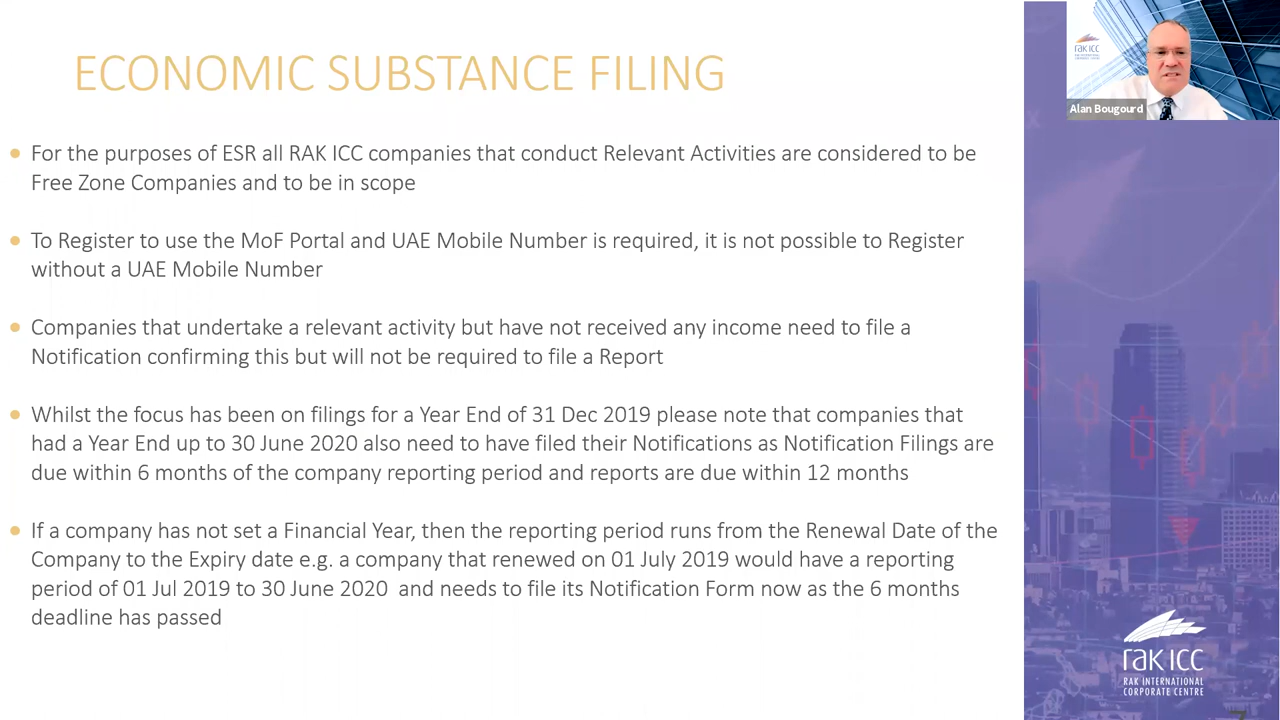 ECONOMIC SUBSTANCE FILING
For the purposes of ESR all RAK ICC companies that conduct Relevant Activities are considered to be
Free Zone Companies and to be in scope
To Register to use the MoF Portal and UAE Mobile Number is required, it is not possible to Register
without a UAE Mobile Number
Companies that undertake a relevant activity but have not received any income need to file a
Notification confirming this but will not be required to file a Report
Whilst the focus has been on filings for a Year End of 31 Dec 2019 please note that companies that
had a Year End up to 30 June 2020 also need to have filed their Notifications as Notification Filings are
due within 6 months of the company reporting period and reports are due within 12 months
If a company has not set a Financial Year, then the reporting period runs from the Renewal Date of the
Company to the Expiry date e.g. a company that renewed on 01 July 2019 would have a reporting
period of 01 Jul 2019 to 30 June 2020 and needs to file its Notification Form now as the 6 months
deadline has passed
rak icc
Alan Bougourd
rak icc
RAK INTERNATIONAL
CORPORATE CENTRE